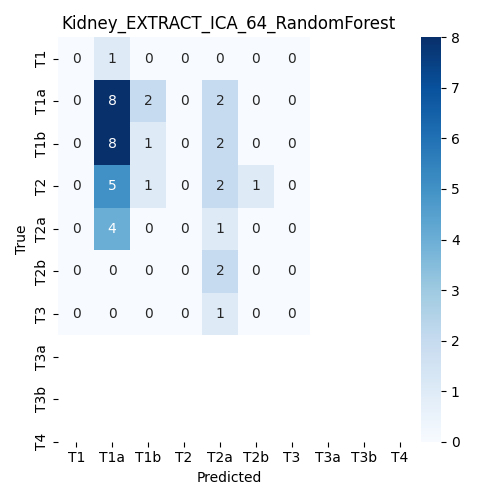 Kidney_EXTRACT_ICA_64_RandomForest
T1 0 1 0 0 0 0 0
T1a 0 8 2 0 2 0 0
T1b 0 8 1 0 2 0 0
T2 0 5 1 0 2 1 0
T2a 0 4 0 0 1 0 0
T2b 0 0 0 0 2 0 0
T3 0 0 0 0 1 0 0
T3a
T3b
T4
True
T1 T1a T1b T2 T2a T2b T3 T3a T3b T4
Predicted
8
7
6
5
4
3
2
1
0